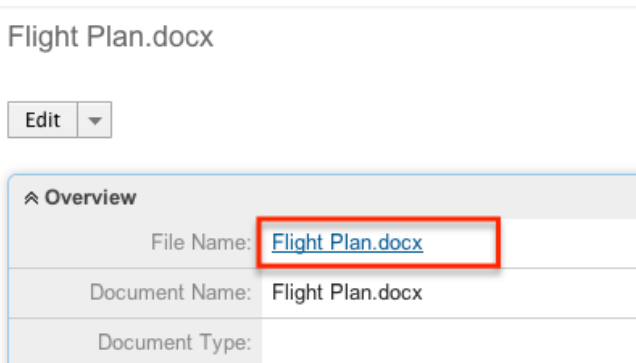 Flight Plan.docx
Edit
Overview
File Name: Flight Plan.docx
Document Name: Flight Plan.docx
Document Type: